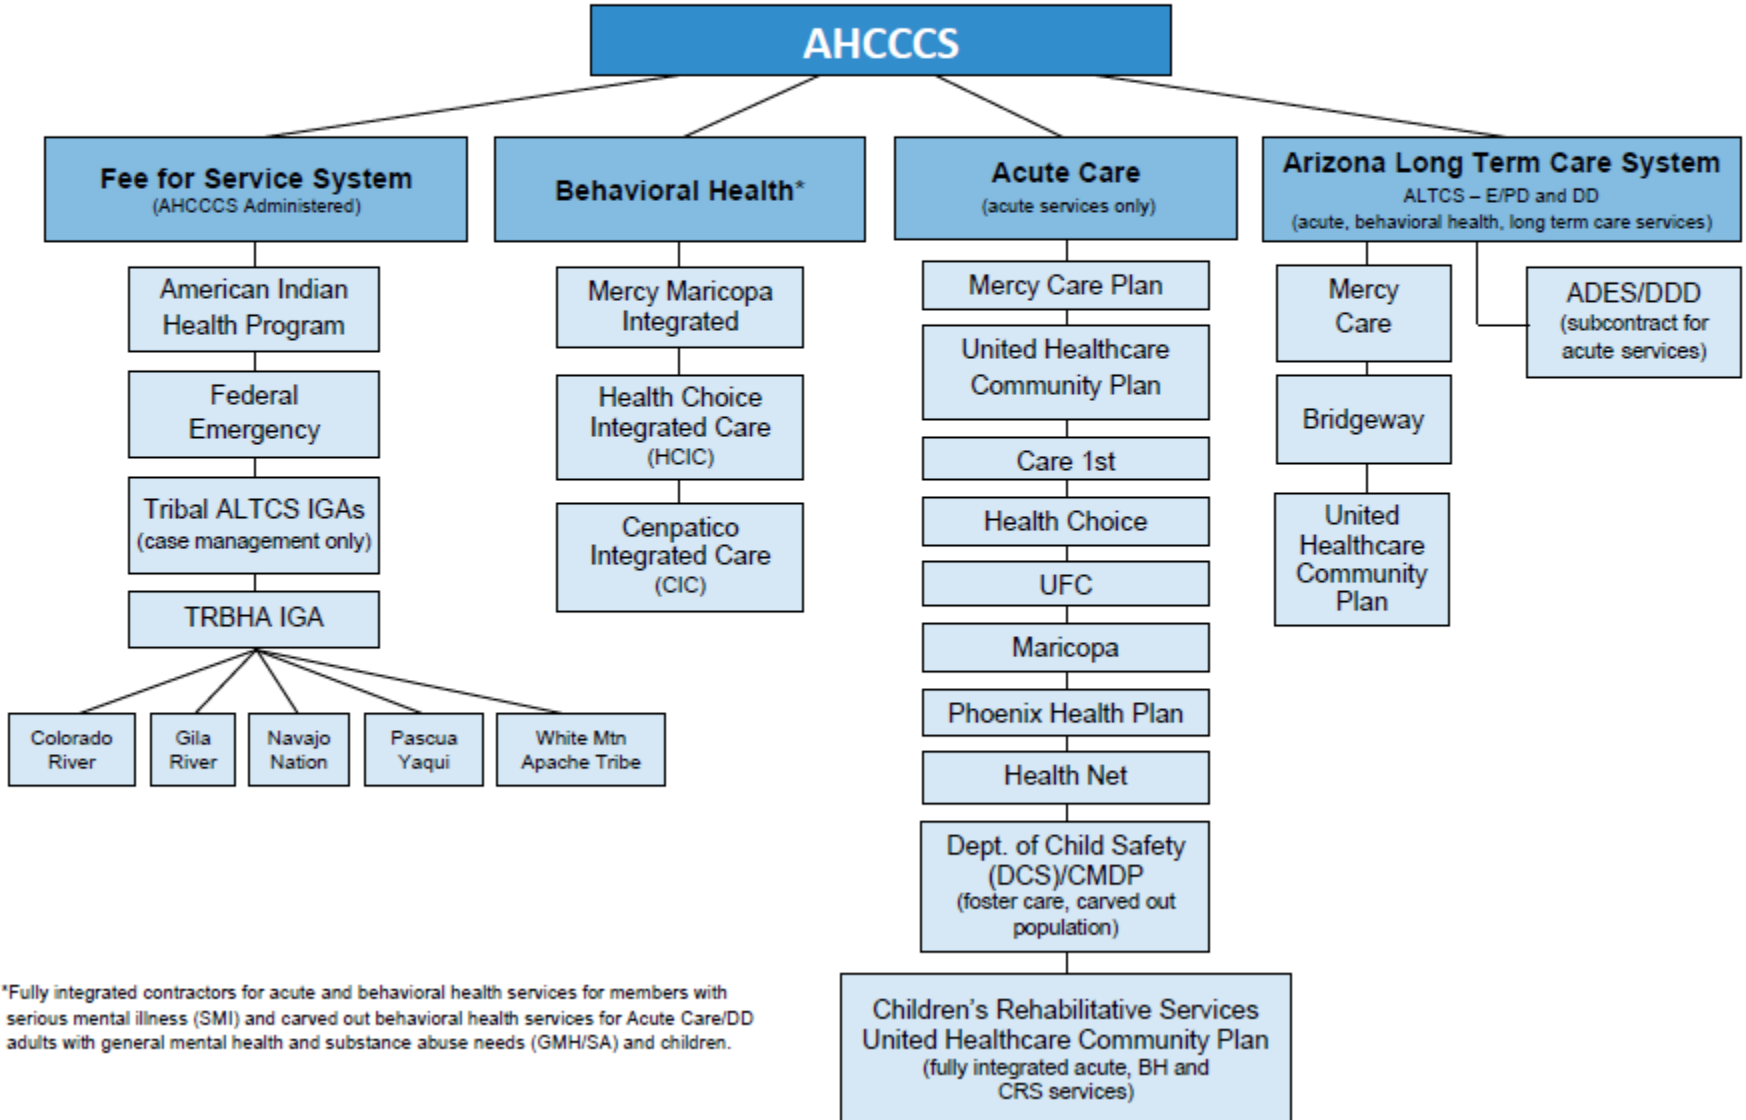 AHCCCS
Fee for Service System
(AHCCCS Administered)
American Indian
Health Program
Federal
Emergency
Tribal ALTCS IGAs
(case management only)
TRBHA IGA
Colorado
River
Gila
River
Navajo
Nation
Pascua
Yaqui
White Mtn
Apache Tribe
Behavioral Health*
Mercy Maricopa
Integrated
Health Choice
Integrated Care
(HCIC)
Cenpatico
Integrated Care
(CIC)
Acute Care
(acute services only)
Mercy Care Plan
United Healthcare
Community Plan
Care 1st
Health Choice
UFC
Maricopa
Phoenix Health Plan
Health Net
Dept. of Child Safety
(DCS)/CMDP
(foster care, carved out
population)
Children's Rehabilitative Services
United Healthcare Community Plan
(fully integrated acute, BH and
CRS services)
Arizona Long Term Care System
ALTCS – E/PD and DD
(acute, behavioral health, long term care services)
Mercy
Care
Bridgeway
United
Healthcare
Community
Plan
ADES/DDD
(subcontract for
acute services)
*Fully integrated contractors for acute and behavioral health services for members with
serious mental illness (SMI) and carved out behavioral health services for Acute Care/DD
adults with general mental health and substance abuse needs (GMH/SA) and children.